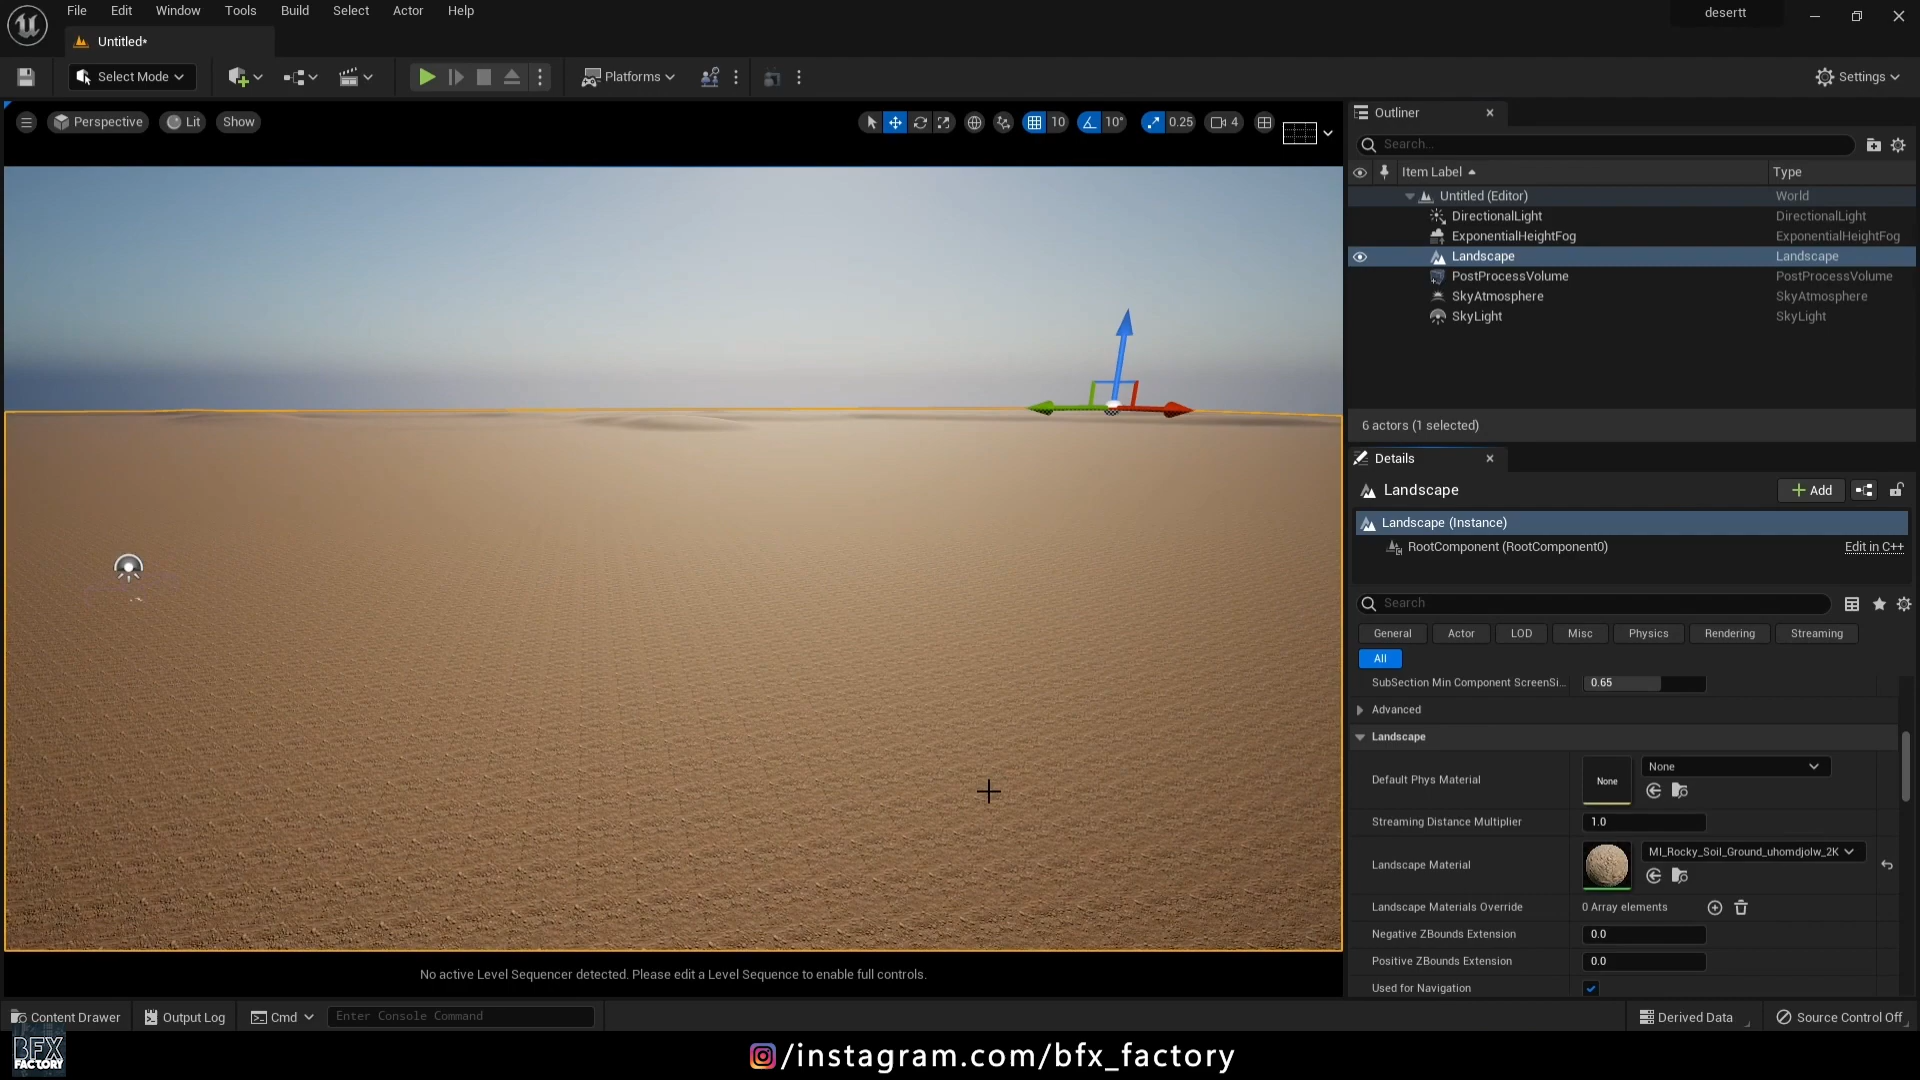 File Edit Window Tools Build Select Actor Help
desertt
Untitled*
Select Mode
Platforms
Settings
Perspective Lit Show
10 10° 0.25 4
Outliner
Search...
Item Label Type
Untitled (Editor) World
DirectionalLight DirectionalLight
ExponentialHeightFog ExponentialHeightFog
Landscape Landscape
PostProcessVolume PostProcessVolume
SkyAtmosphere SkyAtmosphere
SkyLight SkyLight
6 actors (1 selected)
Details
Landscape
Add
Landscape (Instance)
RootComponent (RootComponent0) Edit in C++
Search
General Actor LOD Misc Physics Rendering Streaming
All
SubSection Min Component ScreenSi... 0.65
Advanced
Landscape
Default Phys Material None None
Streaming Distance Multiplier 1.0
Landscape Material MI_Rocky_Soil_Ground_uhomdjolw_2K
Landscape Materials Override 0 Array elements
Negative ZBounds Extension 0.0
Positive ZBounds Extension 0.0
Used for Navigation
No active Level Sequencer detected. Please edit a Level Sequence to enable full controls.
Content Drawer Output Log Cmd Enter Console Command Derived Data Source Control Off
BFX
FACTORY
/instagram.com/bfx_factory